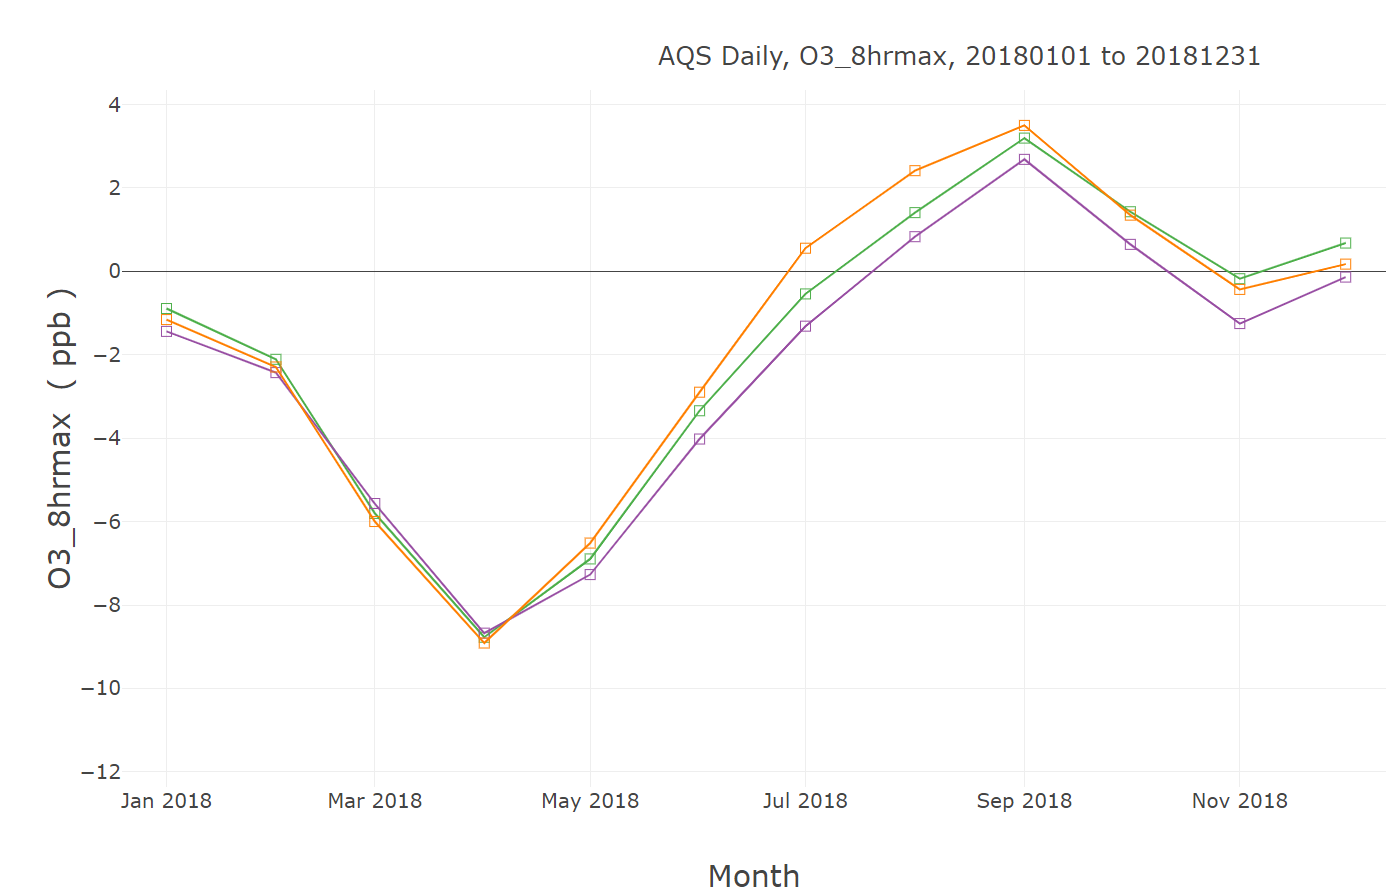 AQS Daily, O3_8hrmax, 20180101 to 20181231
O3_8hrmax ( ppb )
4
2
0
−2
−4
−6
−8
−10
−12
Jan 2018 Mar 2018 May 2018 Jul 2018 Sep 2018 Nov 2018
Month